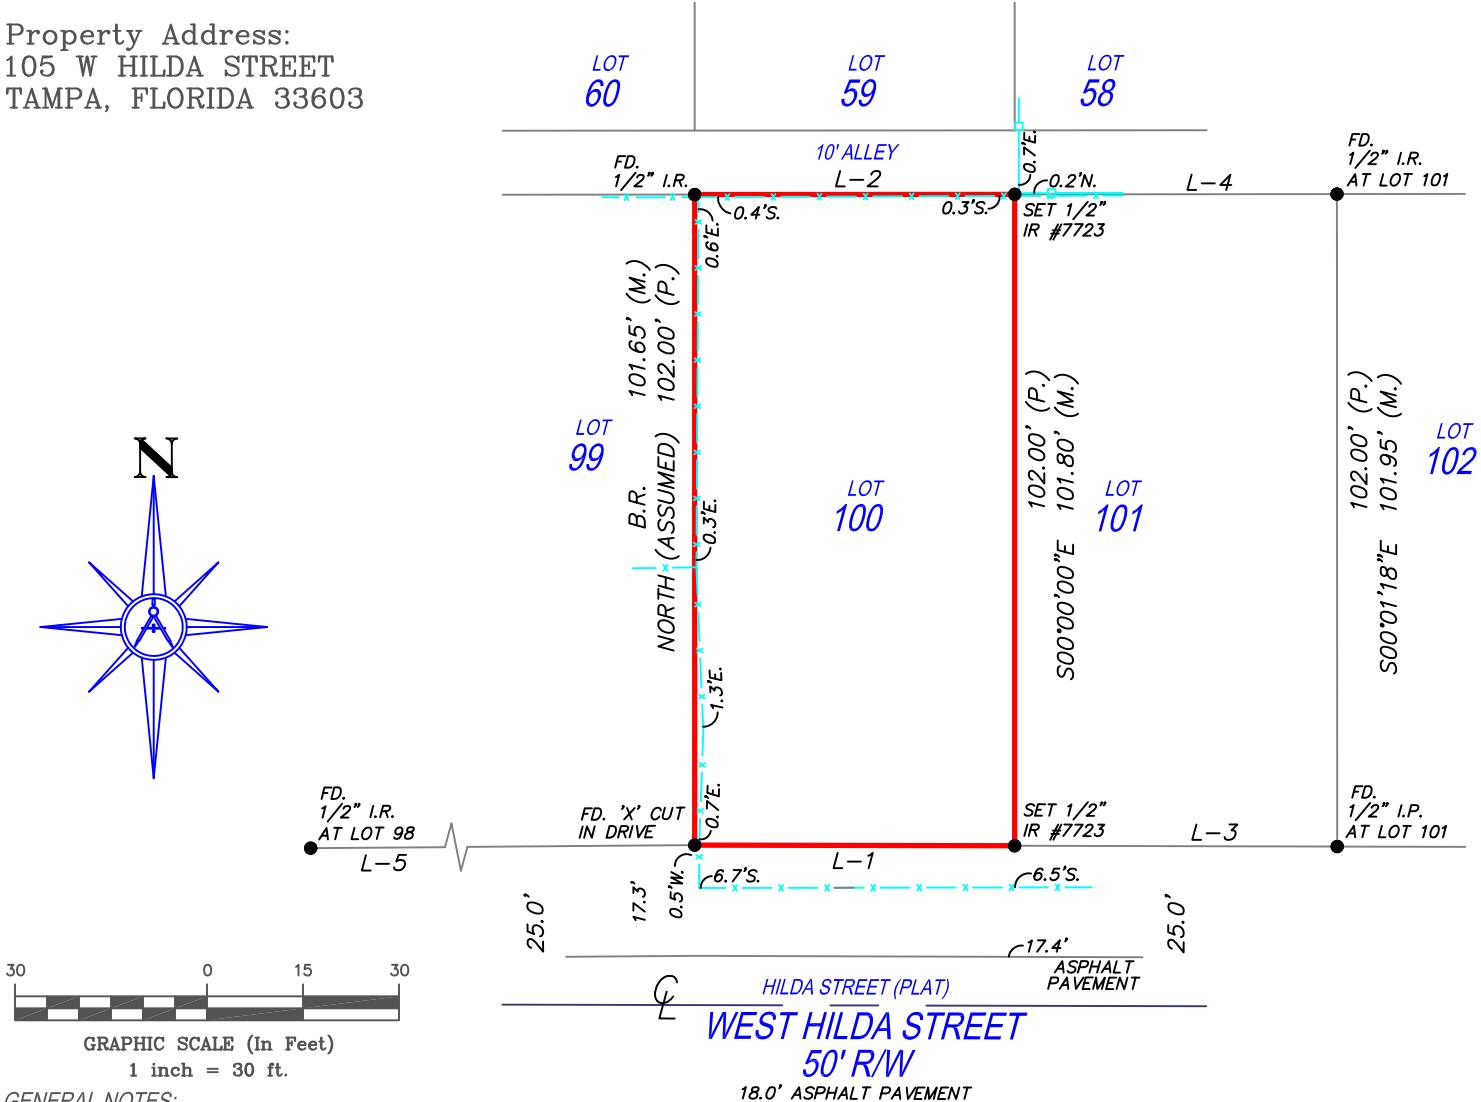 Property Address:
105 W HILDA STREET
TAMPA, FLORIDA 33603
LOT
60
LOT
59
LOT
58
10' ALLEY
L-2
L-4
FD.
1/2" I.R.
FD.
1/2" I.R.
AT LOT 101
0.7'E.
0.2'N.
0.4'S.
0.3'S.
SET 1/2"
IR #7723
0.6'E.
101.65' (M.)
102.00' (P.)
B.R.
NORTH (ASSUMED)
LOT
99
LOT
100
LOT
101
LOT
102
102.00' (P.)
S00°00'00"E 101.80' (M.)
102.00' (P.)
S00°01'18"E 101.95' (M.)
N
0.3'E.
1.3'E.
0.7'E.
FD.
1/2" I.R.
AT LOT 98
L-5
FD. 'X' CUT
IN DRIVE
SET 1/2"
IR #7723
L-3
FD.
1/2" I.P.
AT LOT 101
L-1
6.7'S.
6.5'S.
0.5'W.
17.3'
25.0'
25.0'
17.4'
ASPHALT
PAVEMENT
CL
HILDA STREET (PLAT)
WEST HILDA STREET
50' R/W
18.0' ASPHALT PAVEMENT
30 0 15 30
GRAPHIC SCALE (In Feet)
1 inch = 30 ft.
GENERAL NOTES: